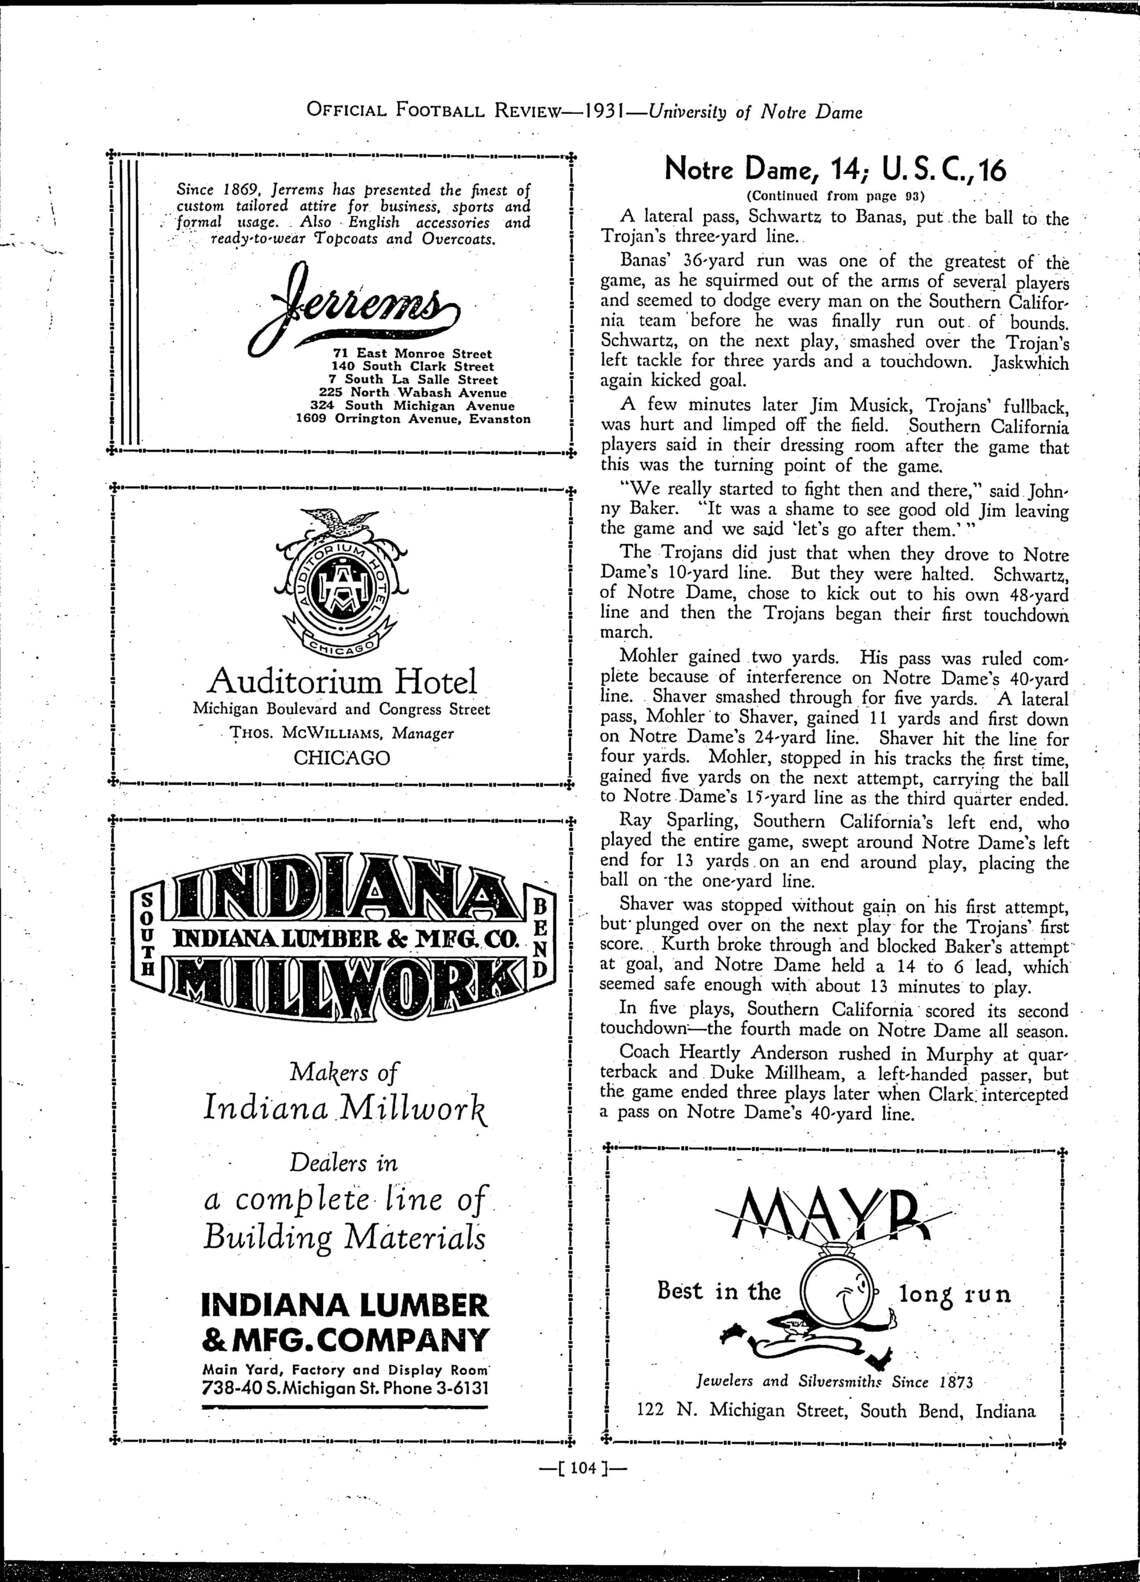 OFFICIAL FOOTBALL REVIEW—1931—University of Notre Dame
Since 1869, Jerrems has presented the finest of
custom tailored attire for business, sports and
formal usage. Also English accessories and
ready-to-wear Topcoats and Overcoats.
Jerrems
71 East Monroe Street
140 South Clark Street
7 South La Salle Street
225 North Wabash Avenue
324 South Michigan Avenue
1609 Orrington Avenue, Evanston
AUDITORIUM HOTEL
AHM
CHICAGO
Auditorium Hotel
Michigan Boulevard and Congress Street
THOS. MCWILLIAMS, Manager
CHICAGO
SOUTH
INDIANA
INDIANA LUMBER & MFG. CO.
MILLWORK
BEND
Makers of
Indiana Millwork
Dealers in
a complete line of
Building Materials
INDIANA LUMBER
& MFG. COMPANY
Main Yard, Factory and Display Room
738-40 S. Michigan St. Phone 3-6131
Notre Dame, 14; U. S. C., 16
(Continued from page 93)
A lateral pass, Schwartz to Banas, put the ball to the
Trojan's three-yard line.
Banas' 36-yard run was one of the greatest of the
game, as he squirmed out of the arms of several players
and seemed to dodge every man on the Southern Califor-
nia team before he was finally run out of bounds.
Schwartz, on the next play, smashed over the Trojan's
left tackle for three yards and a touchdown. Jaskwhich
again kicked goal.
A few minutes later Jim Musick, Trojans' fullback,
was hurt and limped off the field. Southern California
players said in their dressing room after the game that
this was the turning point of the game.
"We really started to fight then and there," said John-
ny Baker. "It was a shame to see good old Jim leaving
the game and we said 'let's go after them.' "
The Trojans did just that when they drove to Notre
Dame's 10-yard line. But they were halted. Schwartz,
of Notre Dame, chose to kick out to his own 48-yard
line and then the Trojans began their first touchdown
march.
Mohler gained two yards. His pass was ruled com-
plete because of interference on Notre Dame's 40-yard
line. Shaver smashed through for five yards. A lateral
pass, Mohler to Shaver, gained 11 yards and first down
on Notre Dame's 24-yard line. Shaver hit the line for
four yards. Mohler, stopped in his tracks the first time,
gained five yards on the next attempt, carrying the ball
to Notre Dame's 15-yard line as the third quarter ended.
Ray Sparling, Southern California's left end, who
played the entire game, swept around Notre Dame's left
end for 13 yards on an end around play, placing the
ball on the one-yard line.
Shaver was stopped without gain on his first attempt,
but plunged over on the next play for the Trojans' first
score. Kurth broke through and blocked Baker's attempt
at goal, and Notre Dame held a 14 to 6 lead, which
seemed safe enough with about 13 minutes to play.
In five plays, Southern California scored its second
touchdown—the fourth made on Notre Dame all season.
Coach Heartly Anderson rushed in Murphy at quar-
terback and Duke Millheam, a left-handed passer, but
the game ended three plays later when Clark intercepted
a pass on Notre Dame's 40-yard line.
MAYR
Best in the long run
Jewelers and Silversmiths Since 1873
122 N. Michigan Street, South Bend, Indiana
—[ 104 ]—